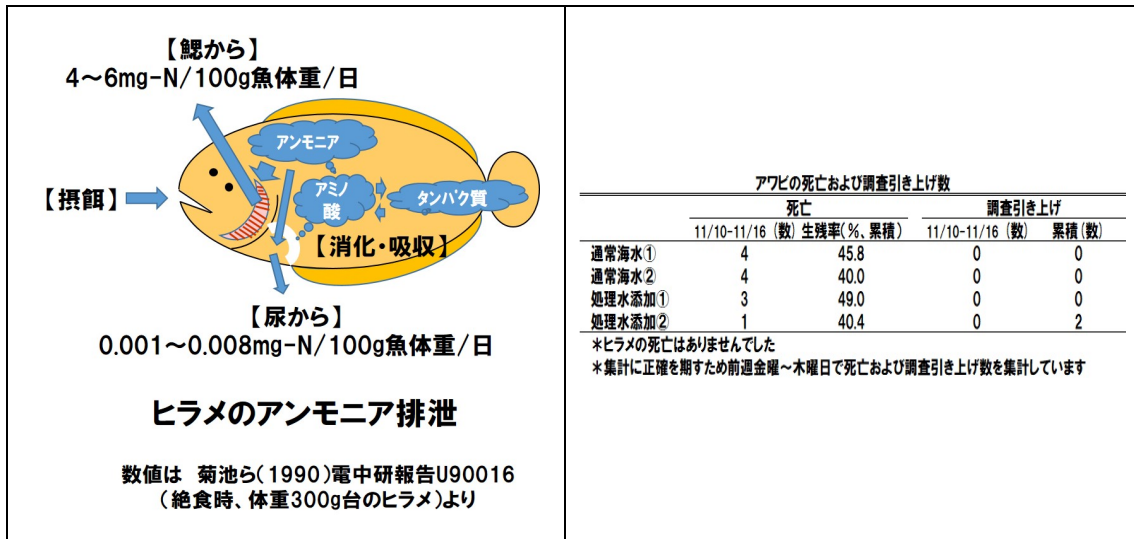 【鰓から】
4～6mg-N/100g魚体重/日
アンモニア
【摂餌】
アミノ
酸
タンパク質
【消化・吸収】
【尿から】
0.001～0.008mg-N/100g魚体重/日
ヒラメのアンモニア排泄
数値は 菊池ら(1990)電中研報告U90016
(絶食時、体重300g台のヒラメ)より
アワビの死亡および調査引き上げ数
死亡 調査引き上げ
11/10-11/16 (数) 生残率(%、累積) 11/10-11/16 (数) 累積(数)
通常海水① 4 45.8 0 0
通常海水② 4 40.0 0 0
処理水添加① 3 49.0 0 0
処理水添加② 1 40.4 0 2
*ヒラメの死亡はありませんでした
*集計に正確を期すため前週金曜～木曜日で死亡および調査引き上げ数を集計しています